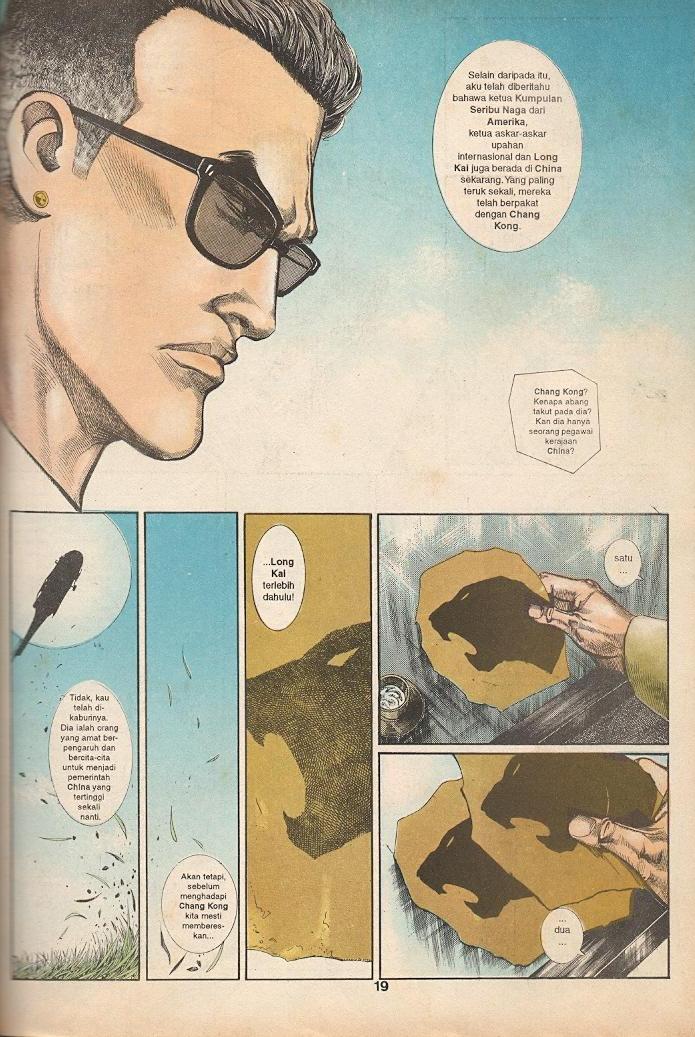 Selain daripada itu,
aku telah diberitahu
bahawa ketua Kumpulan
Seribu Naga dari
Amerika,
ketua askar-askar
upahan
internasional dan Long
Kai juga berada di China
sekarang. Yang paling
teruk sekali, mereka
telah berpakat
dengan Chang
Kong.
Chang Kong?
Kenapa abang
takut pada dia?
Kan dia hanya
seorang pegawai
kerajaan
China?
Tidak, kau
telah di-
kaburinya.
Dia ialah orang
yang amat ber-
pengaruh dan
bercita-cita
untuk menjadi
pemerintah
China yang
tertinggi
sekali
nanti.
Akan tetapi,
sebelum
menghadapi
Chang Kong
kita mesti
memberes-
kan...
...Long
Kai
terlebih
dahulu!
satu
...
...
dua
...
19